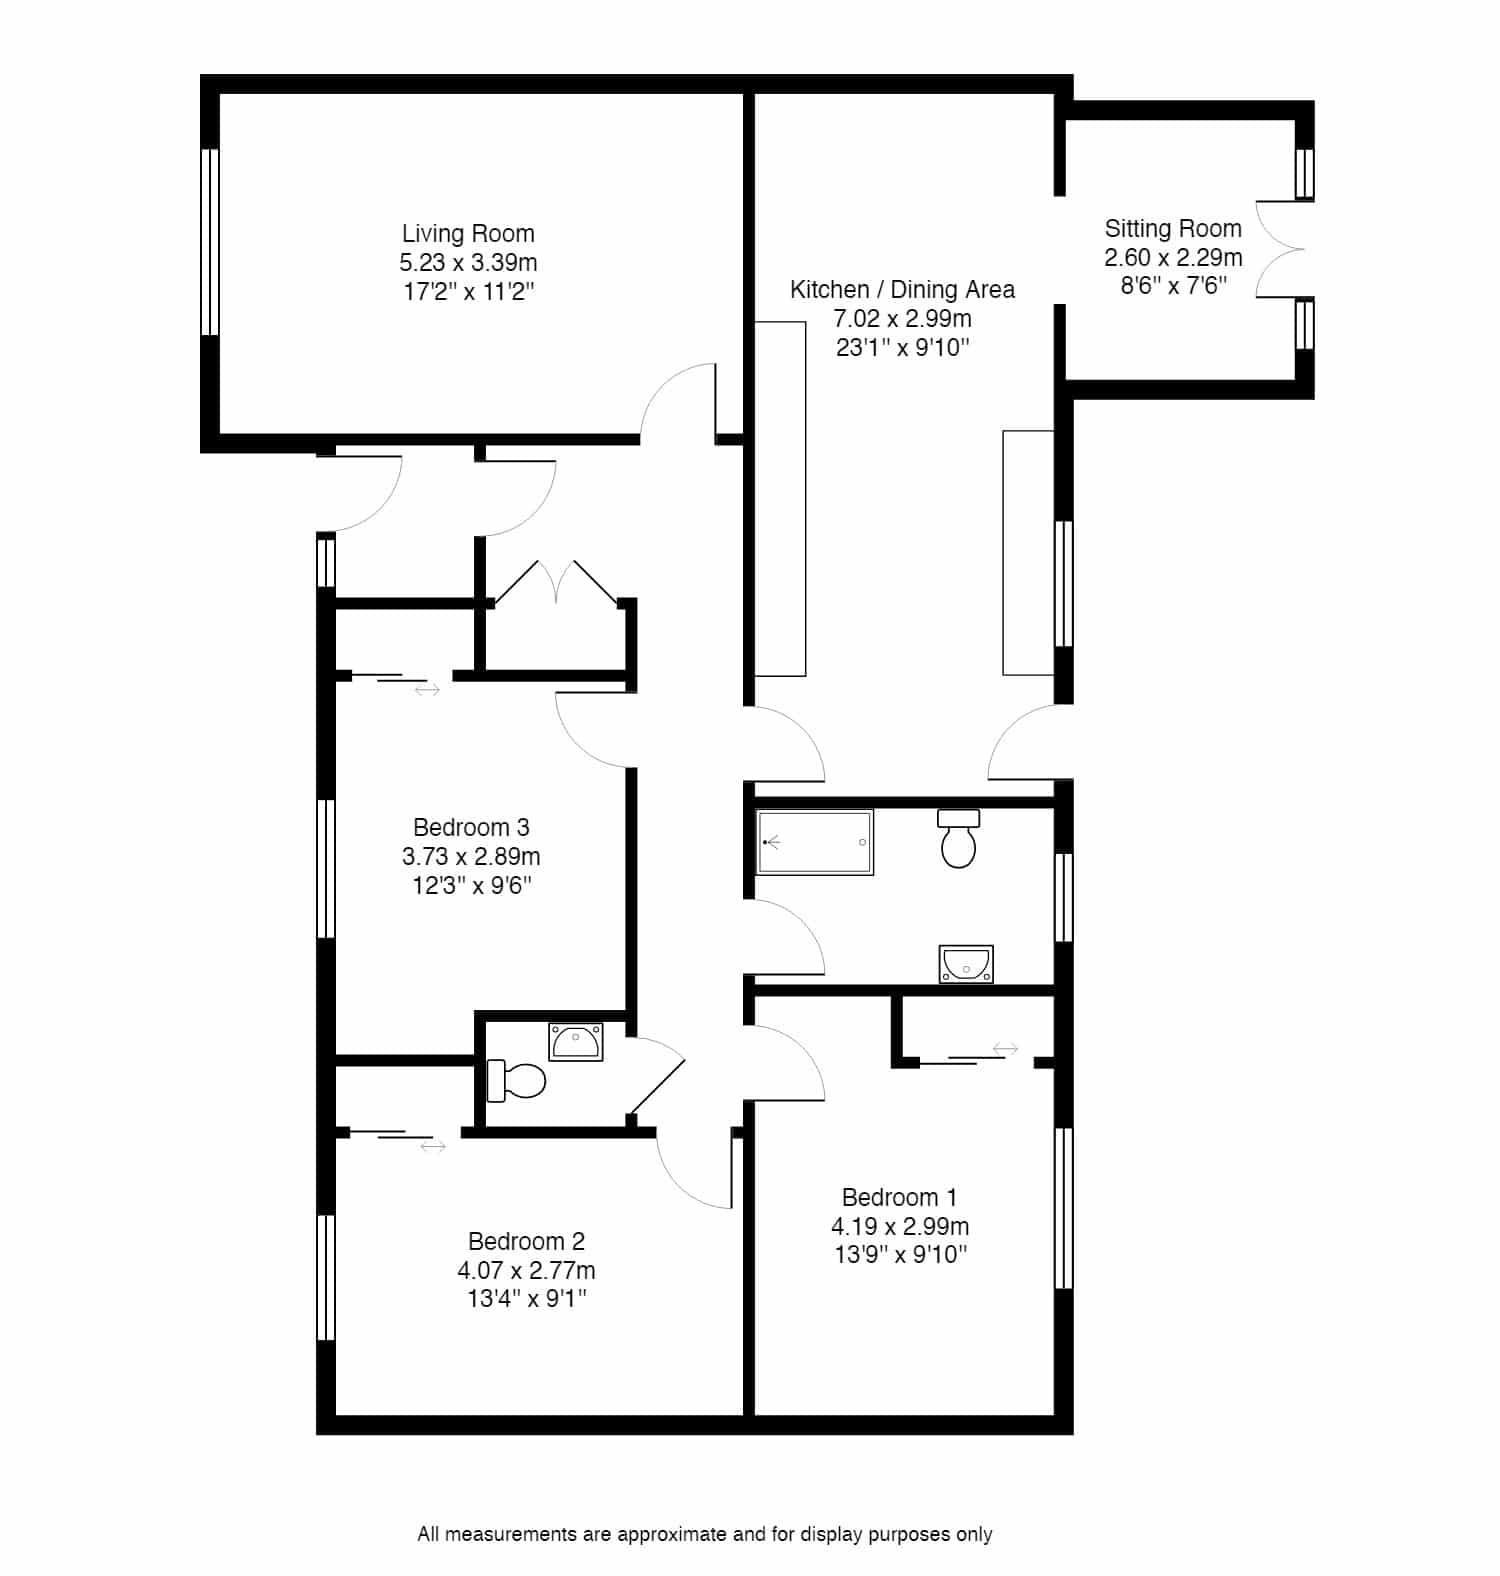 Living Room
5.23 x 3.39m
17'2" x 11'2"
Kitchen / Dining Area
7.02 x 2.99m
23'1" x 9'10"
Sitting Room
2.60 x 2.29m
8'6" x 7'6"
Bedroom 3
3.73 x 2.89m
12'3" x 9'6"
Bedroom 2
4.07 x 2.77m
13'4" x 9'1"
Bedroom 1
4.19 x 2.99m
13'9" x 9'10"
All measurements are approximate and for display purposes only